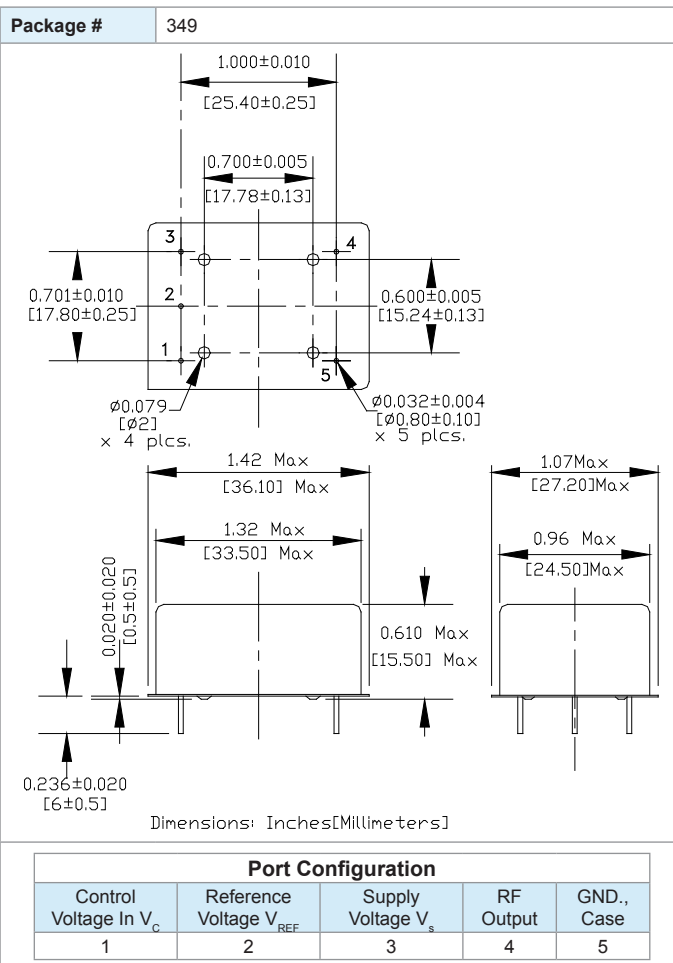 Package # 349
1.000±0.010
[25.40±0.25]
0.700±0.005
[17.78±0.13]
3
4
0.701±0.010
[17.80±0.25]
2
0.600±0.005
[15.24±0.13]
1
5
ø0.079
[ø2]
x 4 plcs.
ø0.032±0.004
[ø0.80±0.10]
x 5 plcs.
1.42 Max
[36.10] Max
1.07Max
[27.20]Max
1.32 Max
[33.50] Max
0.96 Max
[24.50]Max
0.020±0.020
[0.5±0.5]
0.610 Max
[15.50] Max
0.236±0.020
[6±0.5]
Dimensions: Inches[Millimeters]
Port Configuration
Control Voltage In VC
Reference Voltage VREF
Supply Voltage Vs
RF Output
GND., Case
1 2 3 4 5